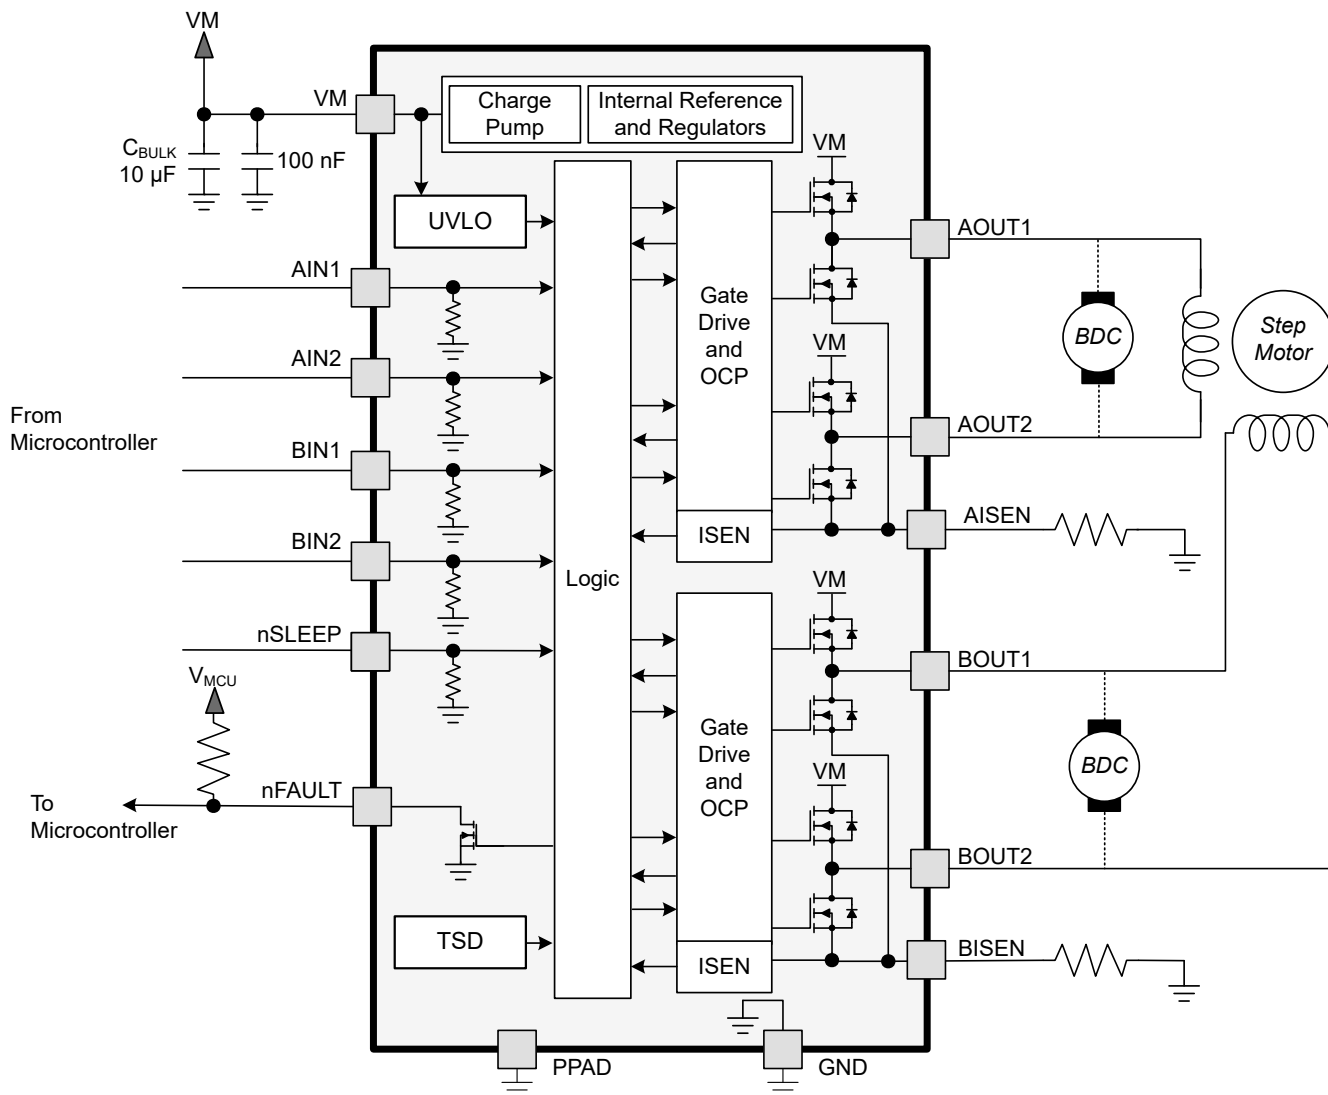 VM
VM
C_BULK
10 µF
100 nF
Charge
Pump
Internal Reference
and Regulators
UVLO
AIN1
AIN2
From
Microcontroller
BIN1
BIN2
nSLEEP
V_MCU
nFAULT
To
Microcontroller
TSD
Logic
Gate
Drive
and
OCP
ISEN
Gate
Drive
and
OCP
ISEN
VM
VM
VM
VM
AOUT1
BDC
Step
Motor
AOUT2
AISEN
BOUT1
BDC
BOUT2
BISEN
PPAD
GND